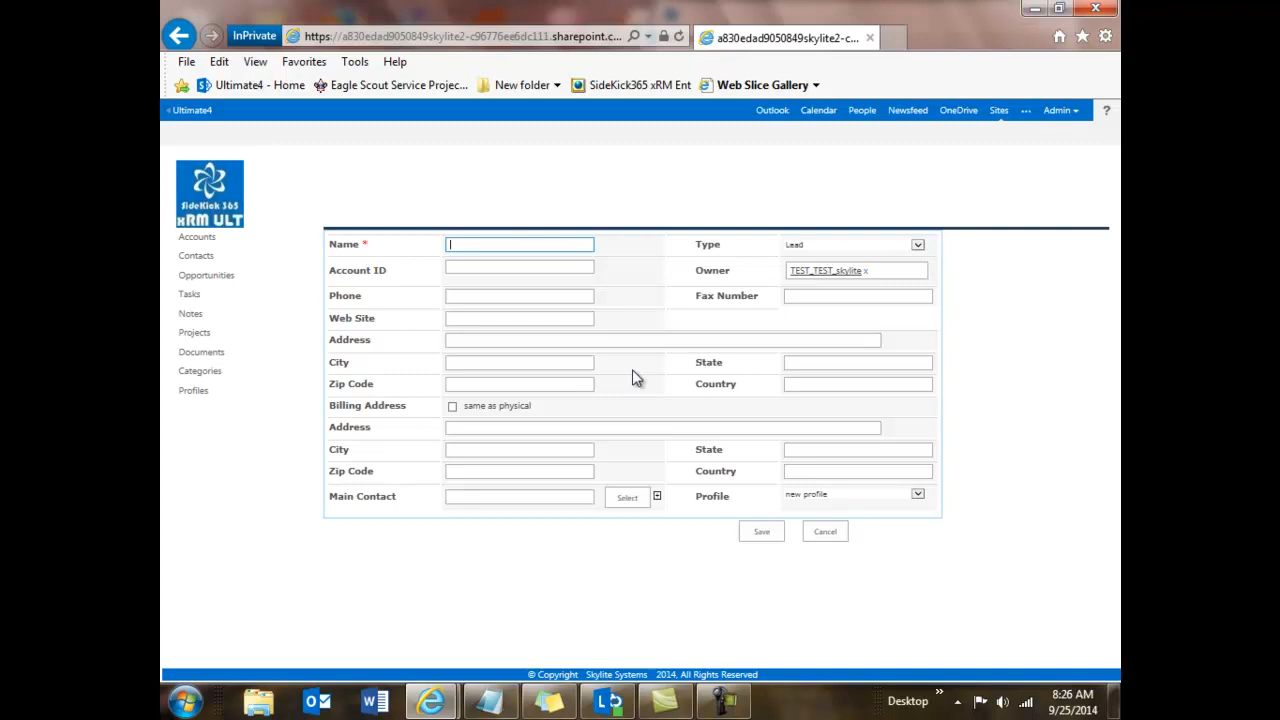 InPrivate https://a830edad9050849skylite2-c96776ee6dc111.sharepoint.c... a830edad9050849skylite2-c...
File Edit View Favorites Tools Help
Ultimate4 - Home Eagle Scout Service Projec... New folder SideKick365 xRM Ent Web Slice Gallery
Ultimate4 Outlook Calendar People Newsfeed OneDrive Sites ... Admin ?
SideKick 365
xRM ULT
Accounts
Contacts
Opportunities
Tasks
Notes
Projects
Documents
Categories
Profiles
Name * Type Lead
Account ID Owner TEST_TEST_skylite x
Phone Fax Number
Web Site
Address
City State
Zip Code Country
Billing Address same as physical
Address
City State
Zip Code Country
Main Contact Select Profile new profile
Save Cancel
© Copyright Skylite Systems 2014, All Rights Reserved
Desktop 8:26 AM
9/25/2014